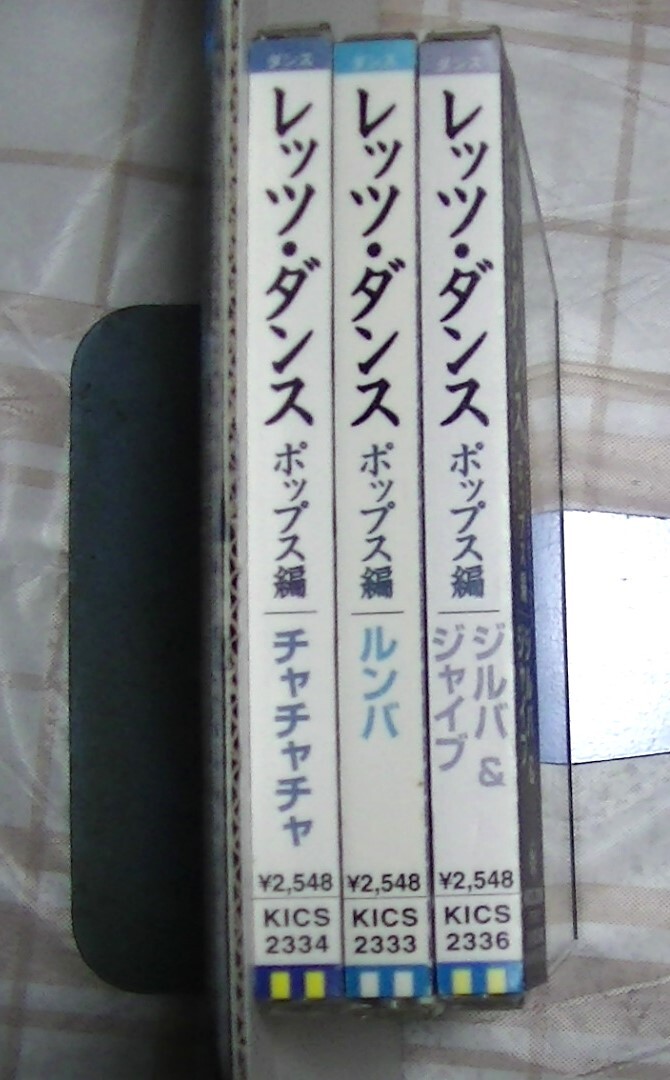 ダンス
レッツ・ダンス
ポップス編
チャチャチャ
¥2,548
KICS
2334
ダンス
レッツ・ダンス
ポップス編
ルンバ
¥2,548
KICS
2333
ダンス
レッツ・ダンス
ポップス編
ジルバ &
ジャイブ
¥2,548
KICS
2336